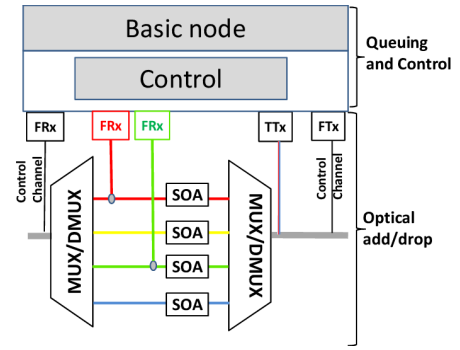 Basic node
Control
Queuing
and Control
FRx
FRx
FRx
TTx
FTx
Control
Channel
Control
Channel
MUX/DMUX
SOA
SOA
SOA
SOA
MUX/DMUX
Optical
add/drop